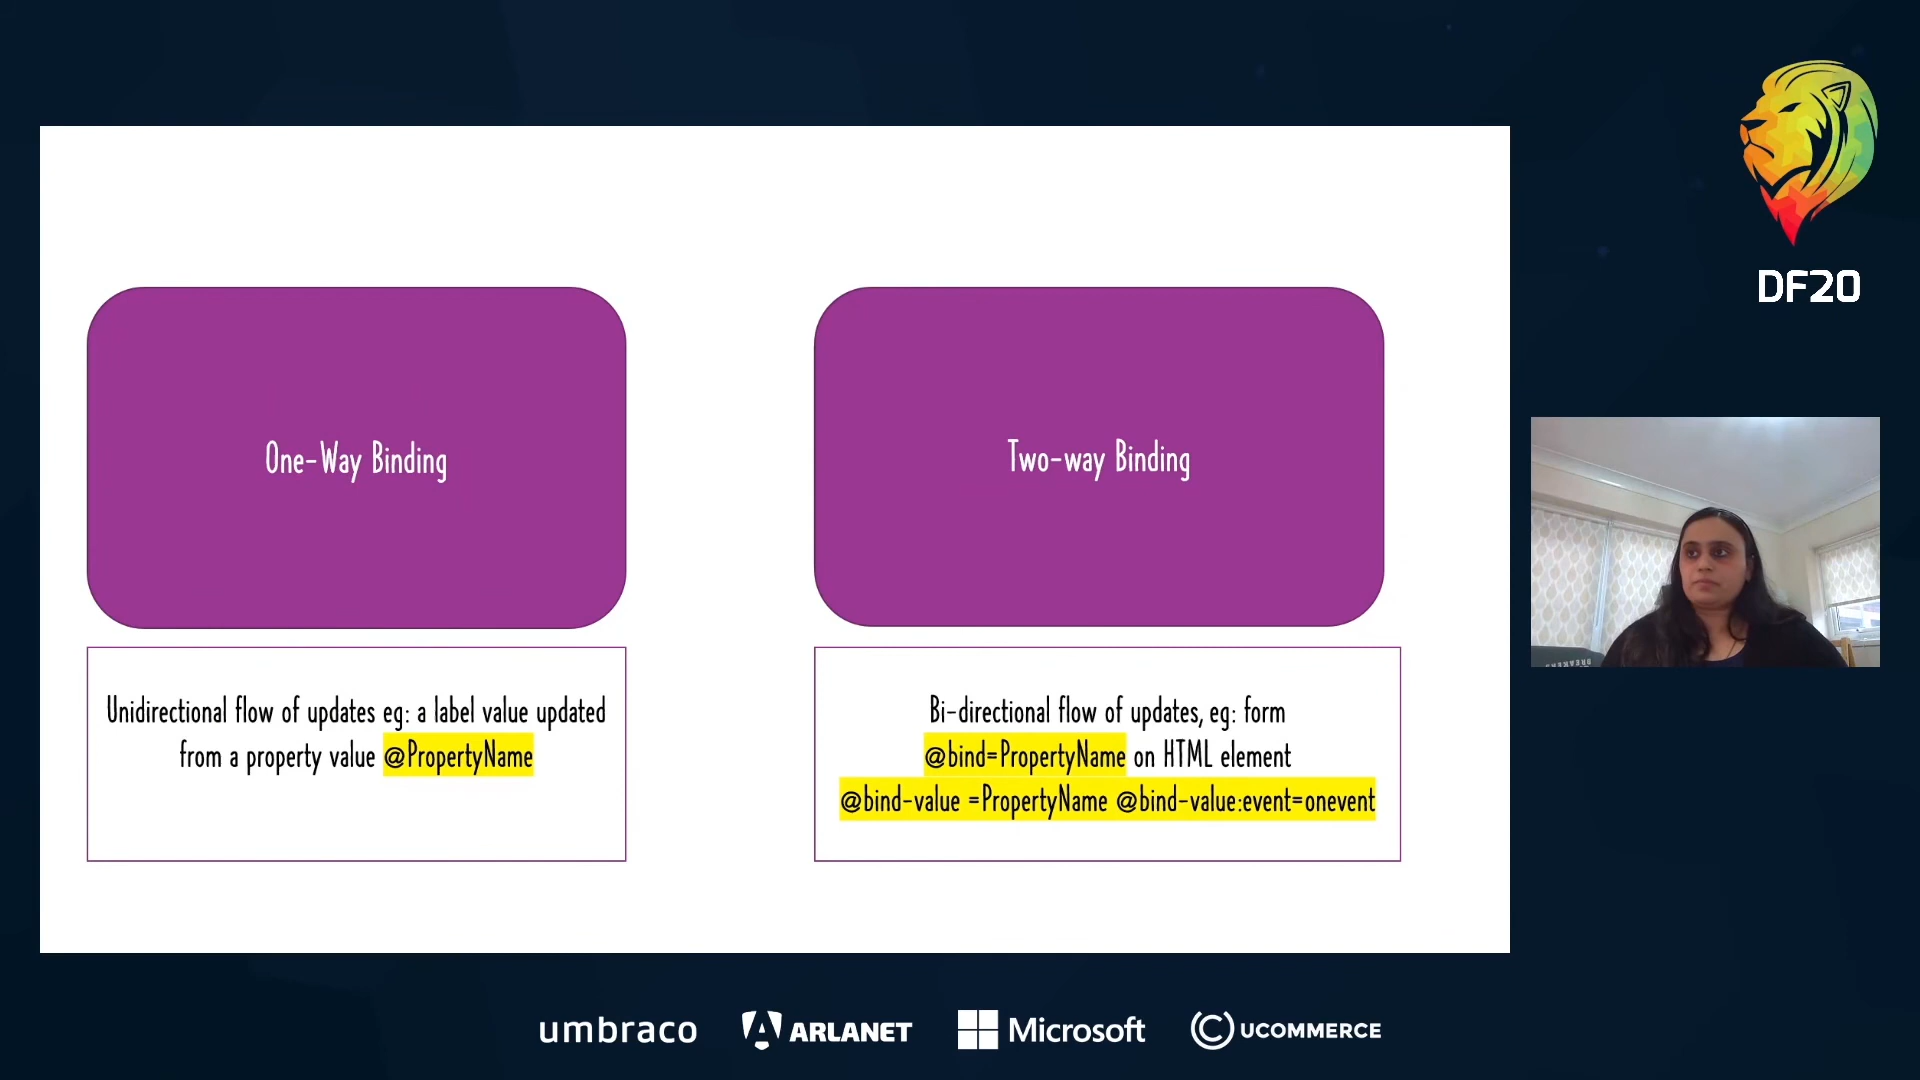 DF20
One-Way Binding
Two-way Binding
Unidirectional flow of updates eg: a label value updated
from a property value @PropertyName
Bi-directional flow of updates, eg: form
@bind=PropertyName on HTML element
@bind-value =PropertyName @bind-value:event=onevent
umbraco
ARLANET
Microsoft
UCOMMERCE